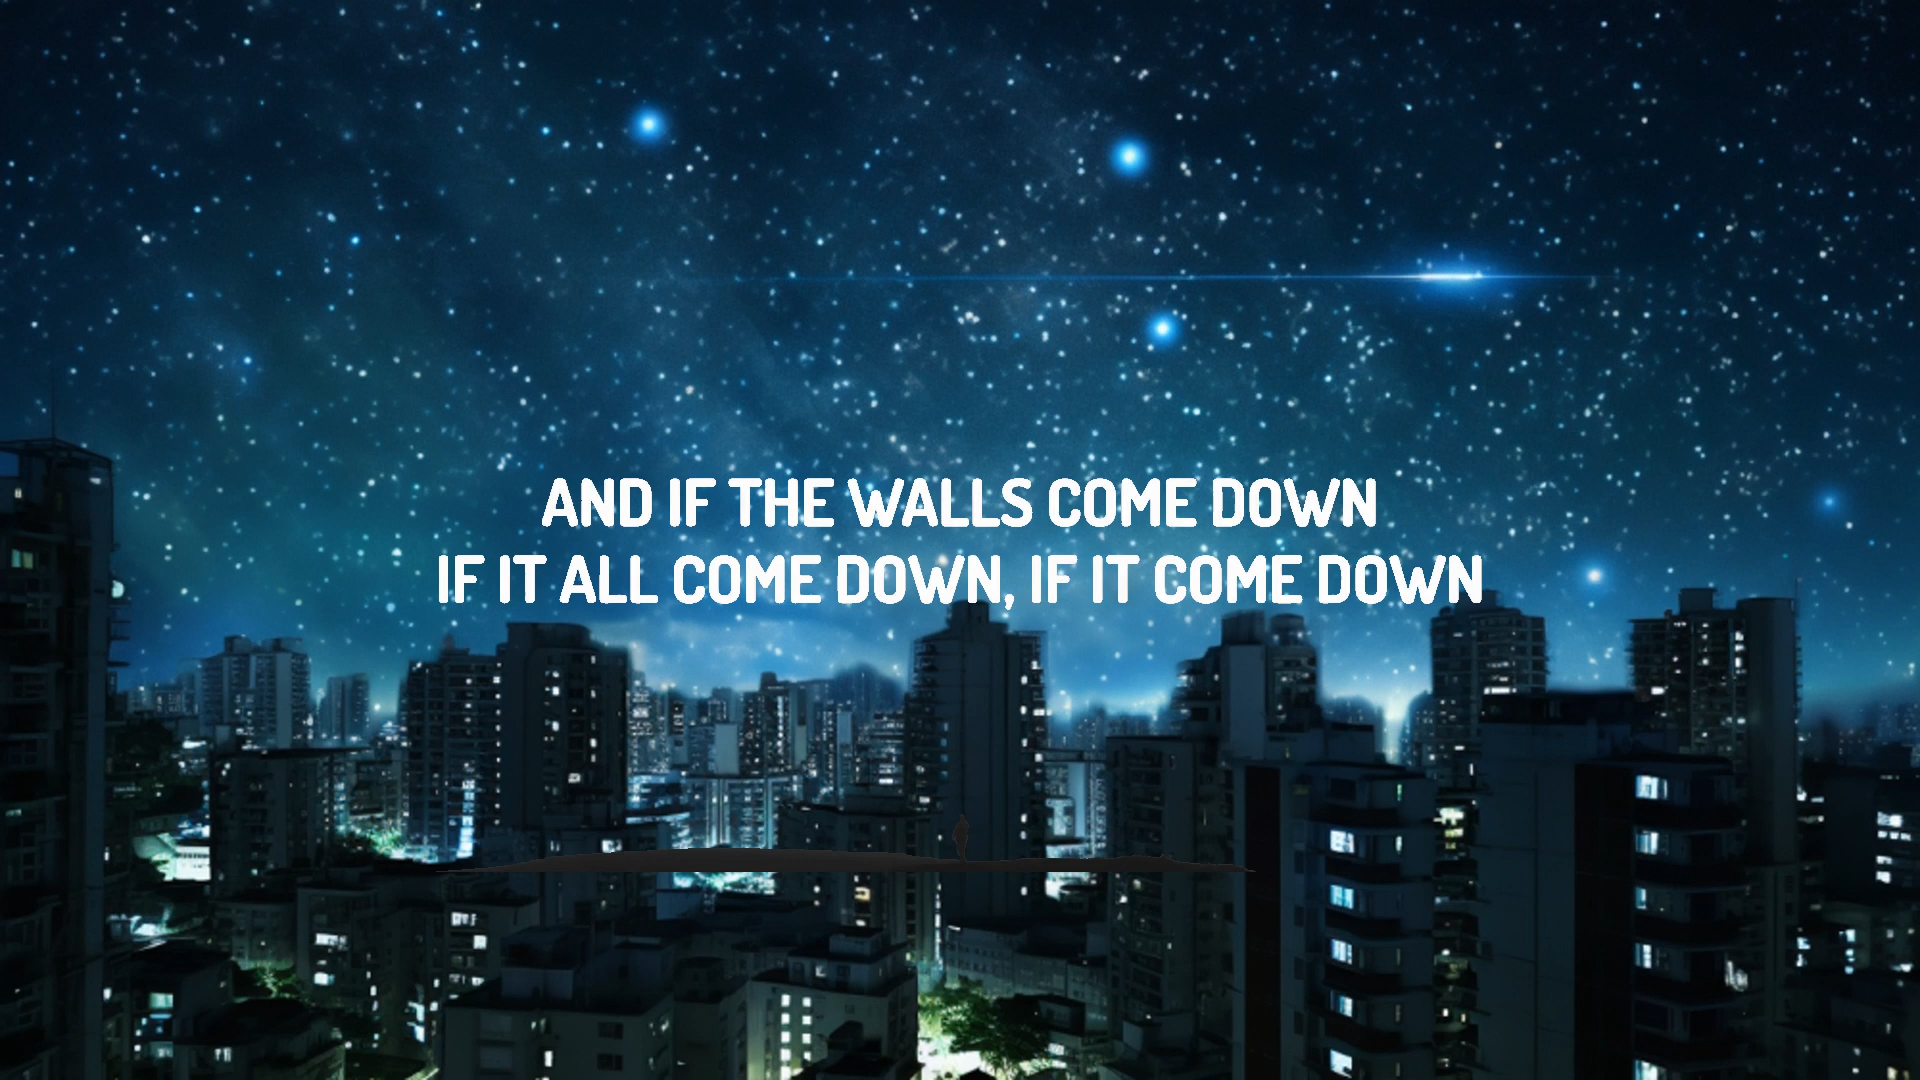 AND IF THE WALLS COME DOWN
IF IT ALL COME DOWN, IF IT COME DOWN